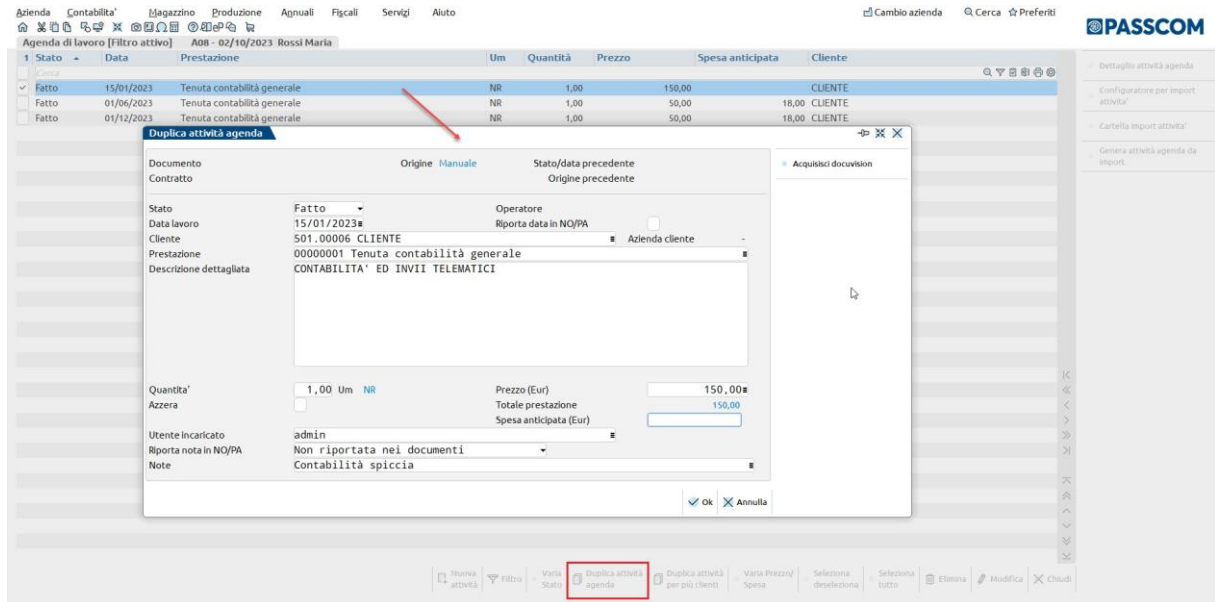 Azienda Contabilita' Magazzino Produzione Annuali Fiscali Servizi Aiuto Cambio azienda Cerca Preferiti
PASSCOM
Agenda di lavoro [Filtro attivo] A08 - 02/10/2023 Rossi Maria
1 Stato Data Prestazione Um Quantità Prezzo Spesa anticipata Cliente
Cerca
Fatto 15/01/2023 Tenuta contabilità generale NR 1,00 150,00 CLIENTE
Fatto 01/06/2023 Tenuta contabilità generale NR 1,00 50,00 18,00 CLIENTE
Fatto 01/12/2023 Tenuta contabilità generale NR 1,00 50,00 18,00 CLIENTE
Dettaglio attività agenda
Configuratore per import
attivita'
Cartella import attivita'
Genera attività agenda da
import
Duplica attività agenda
Documento Origine Manuale Stato/data precedente
Contratto Origine precedente
Acquisisci docuvision
Stato Fatto Operatore
Data lavoro 15/01/2023 Riporta data in NO/PA
Cliente 501.00006 CLIENTE Azienda cliente -
Prestazione 00000001 Tenuta contabilità generale
Descrizione dettagliata CONTABILITA' ED INVII TELEMATICI
Quantita' 1,00 Um NR Prezzo (Eur) 150,00
Azzera Totale prestazione 150,00
Spesa anticipata (Eur)
Utente incaricato admin
Riporta nota in NO/PA Non riportata nei documenti
Note Contabilità spiccia
Ok Annulla
Nuova attività Filtro Varia Stato Duplica attività agenda Duplica attività per più clienti Varia Prezzo/ Spesa Seleziona deseleziona Seleziona tutto Elimina Modifica Chiudi